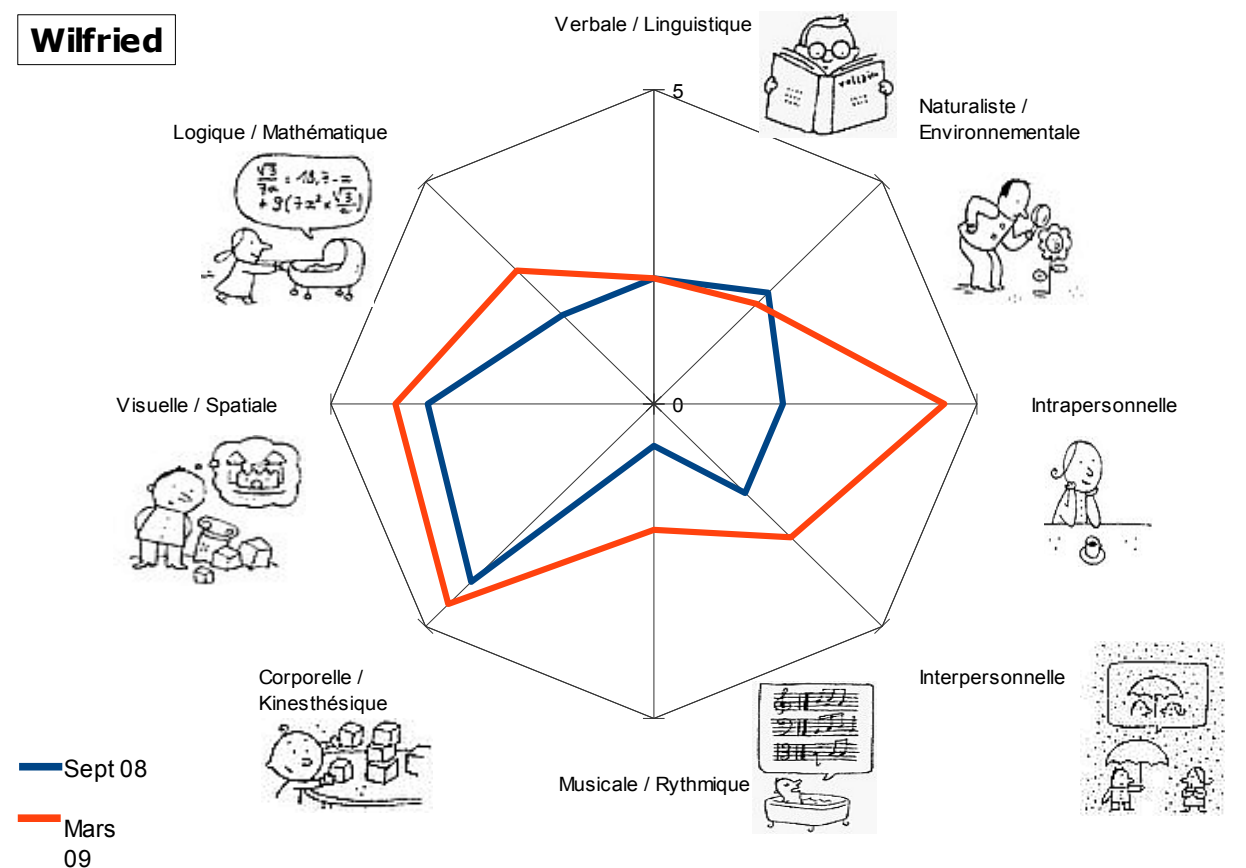 Wilfried
Verbale / Linguistique
5
Naturaliste /
Environnementale
Logique / Mathématique
Visuelle / Spatiale
0
Intrapersonnelle
Corporelle /
Kinesthésique
Interpersonnelle
Musicale / Rythmique
Sept 08
Mars
09